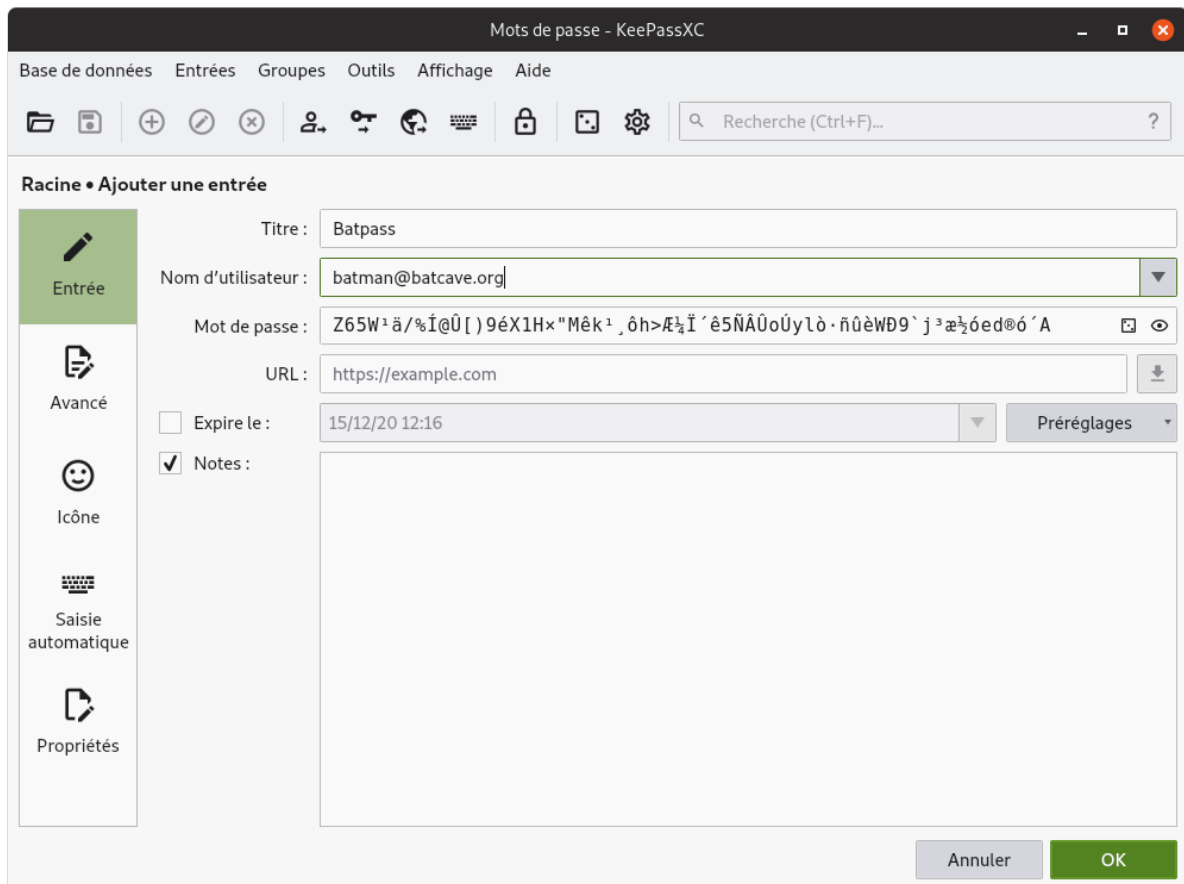 Mots de passe - KeePassXC
Base de données Entrées Groupes Outils Affichage Aide
Recherche (Ctrl+F)... ?
Racine • Ajouter une entrée
Titre : Batpass
Entrée
Nom d'utilisateur : batman@batcave.org
Mot de passe : Z65W¹ä/%Í@Û[)9éX1H×"Mêk¹¸ôh>Æ¼Ï´ê5ÑÂÛoÚylò·ñûèWÐ9`j³æ½óed®ó´A
Avancé
URL : https://example.com
Expire le : 15/12/20 12:16 Préréglages
Notes :
Icône
Saisie
automatique
Propriétés
Annuler OK